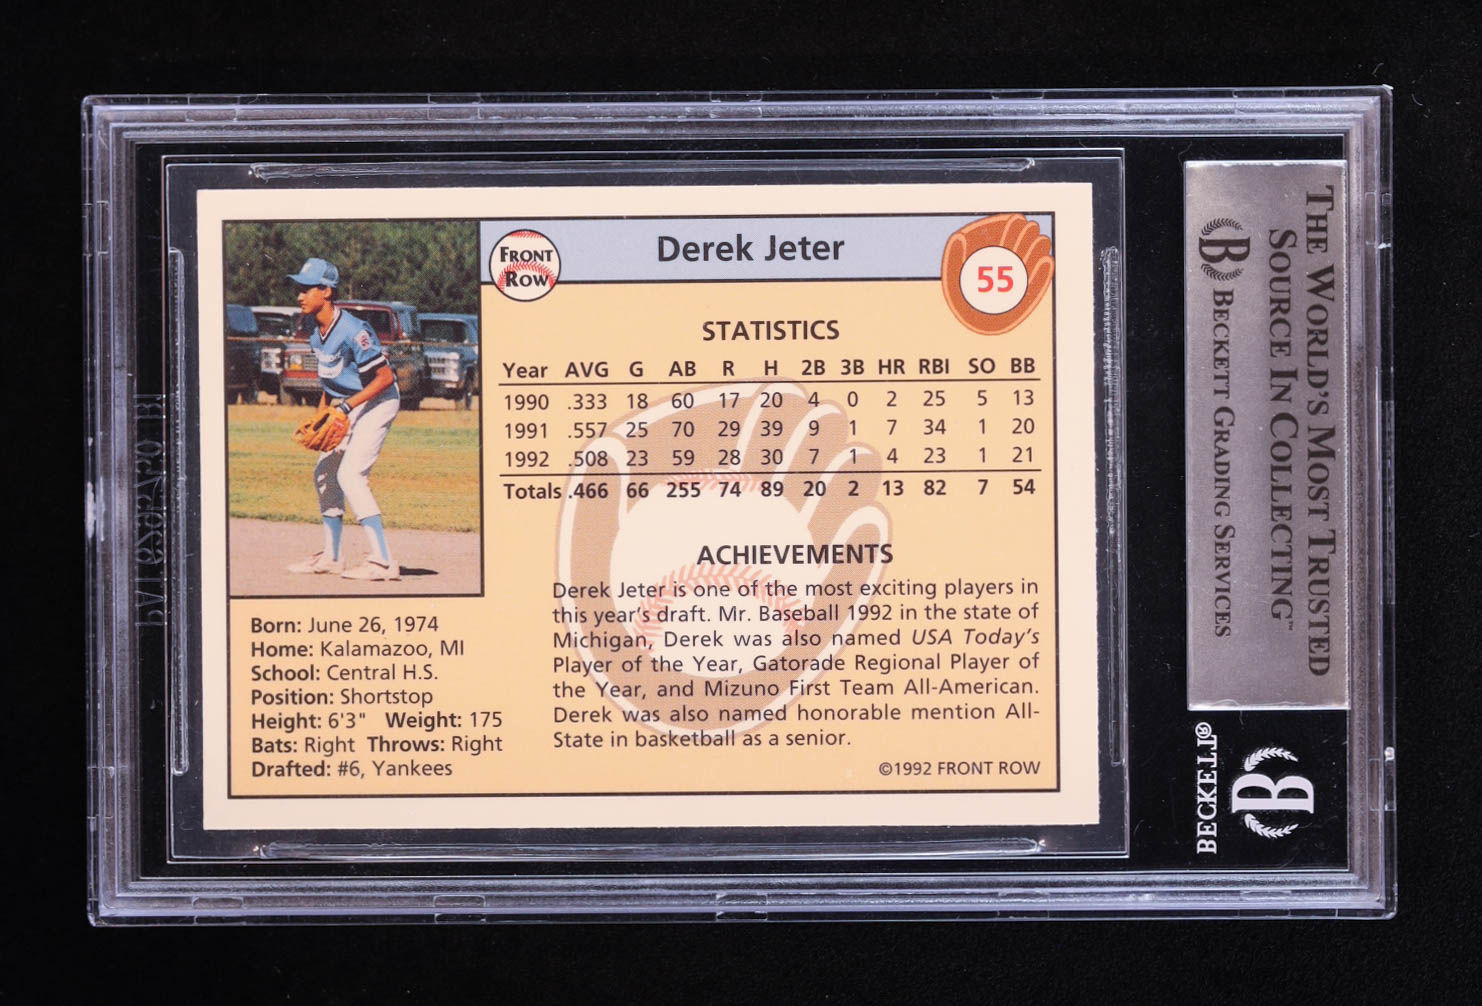 FRONT
ROW
Derek Jeter
55
STATISTICS
Year AVG G AB R H 2B 3B HR RBI SO BB
1990 .333 18 60 17 20 4 0 2 25 5 13
1991 .557 25 70 29 39 9 1 7 34 1 20
1992 .508 23 59 28 30 7 1 4 23 1 21
Totals .466 66 255 74 89 20 2 13 82 7 54
ACHIEVEMENTS
Derek Jeter is one of the most exciting players in
this year's draft. Mr. Baseball 1992 in the state of
Michigan, Derek was also named USA Today's
Player of the Year, Gatorade Regional Player of
the Year, and Mizuno First Team All-American.
Derek was also named honorable mention All-
State in basketball as a senior.
©1992 FRONT ROW
Born: June 26, 1974
Home: Kalamazoo, MI
School: Central H.S.
Position: Shortstop
Height: 6'3" Weight: 175
Bats: Right Throws: Right
Drafted: #6, Yankees
THE WORLD'S MOST TRUSTED
SOURCE IN COLLECTING™
B BECKETT GRADING SERVICES
BECKETT®
B